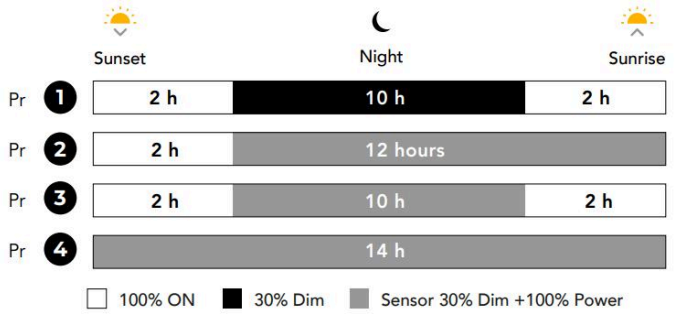 Sunset Night Sunrise
Pr 1 2 h 10 h 2 h
Pr 2 2 h 12 hours
Pr 3 2 h 10 h 2 h
Pr 4 14 h
100% ON 30% Dim Sensor 30% Dim +100% Power